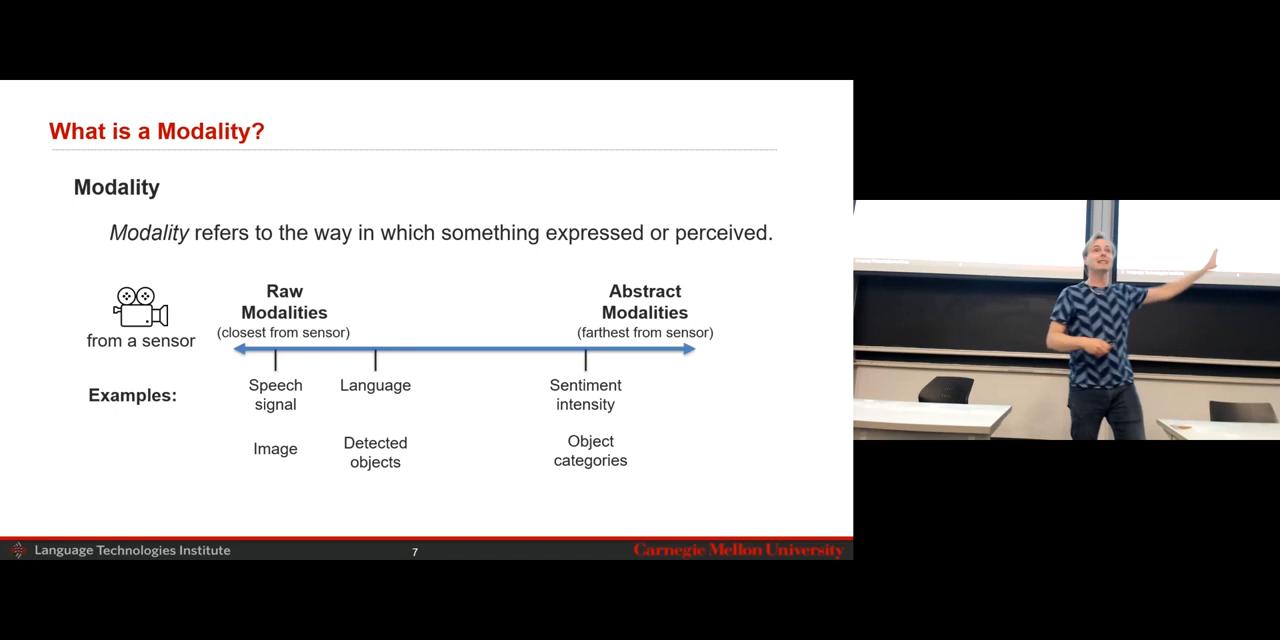 What is a Modality?
Modality
Modality refers to the way in which something expressed or perceived.
Raw
Modalities
(closest from sensor)
Abstract
Modalities
(farthest from sensor)
from a sensor
Examples:
Speech
signal
Language
Sentiment
intensity
Image
Detected
objects
Object
categories
Language Technologies Institute
7
Carnegie Mellon University